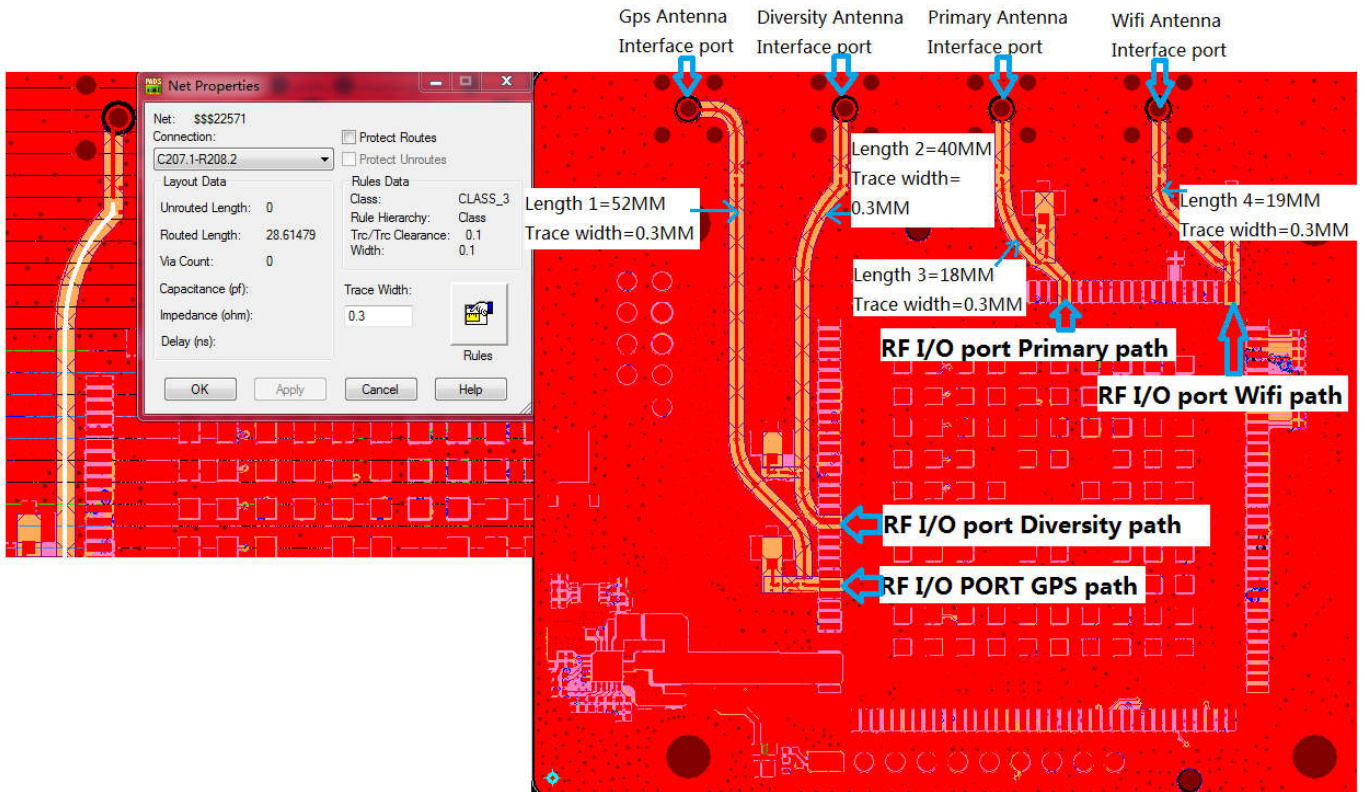 Gps Antenna
Interface port
Diversity Antenna
Interface port
Primary Antenna
Interface port
Wifi Antenna
Interface port
PADS
Net Properties
Net: $$$22571
Connection:
C207.1-R208.2
Protect Routes
Protect Unroutes
Layout Data
Unrouted Length: 0
Routed Length: 28.61479
Via Count: 0
Capacitance (pf):
Impedance (ohm):
Delay (ns):
Rules Data
Class: CLASS_3
Rule Hierarchy: Class
Trc/Trc Clearance: 0.1
Width: 0.1
Trace Width:
0.3
Rules
OK
Apply
Cancel
Help
Length 1=52MM
Trace width=0.3MM
Length 2=40MM
Trace width=
0.3MM
Length 3=18MM
Trace width=0.3MM
Length 4=19MM
Trace width=0.3MM
RF I/O port Primary path
RF I/O port Wifi path
RF I/O port Diversity path
RF I/O PORT GPS path